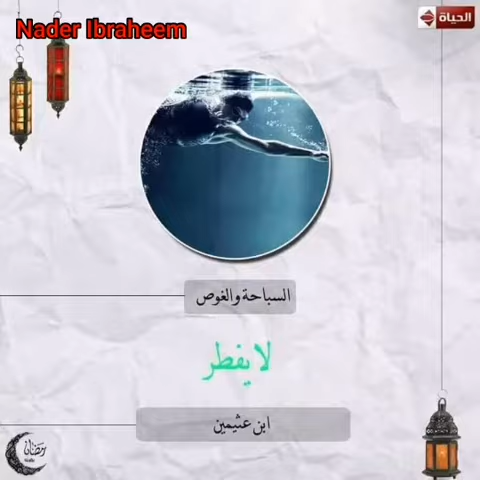 Nader Ibraheem
الحياة
السباحة والغوص
لا يفطر
ابن عثيمين
رمضان